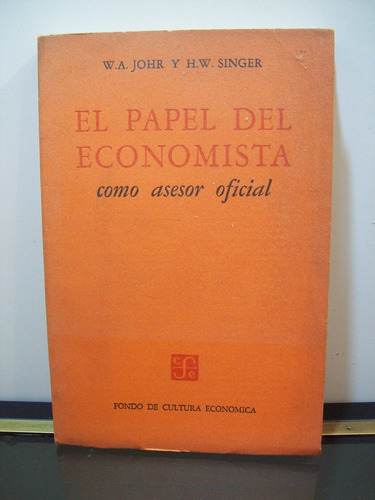 W.A. JOHR Y H.W. SINGER
EL PAPEL DEL
ECONOMISTA
como asesor oficial
FONDO DE CULTURA ECONOMICA